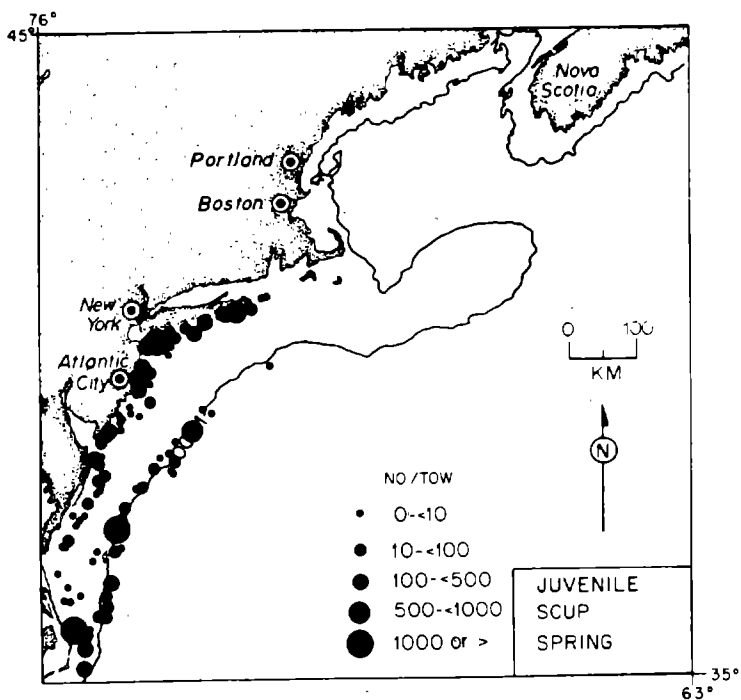 76°
45°
Nova
Scotia
Portland
Boston
New
York
Atlantic
City
0 100
KM
N
NO/TOW
0-<10
10-<100
100-<500
500-<1000
1000 or >
JUVENILE
SCUP
SPRING
35°
63°